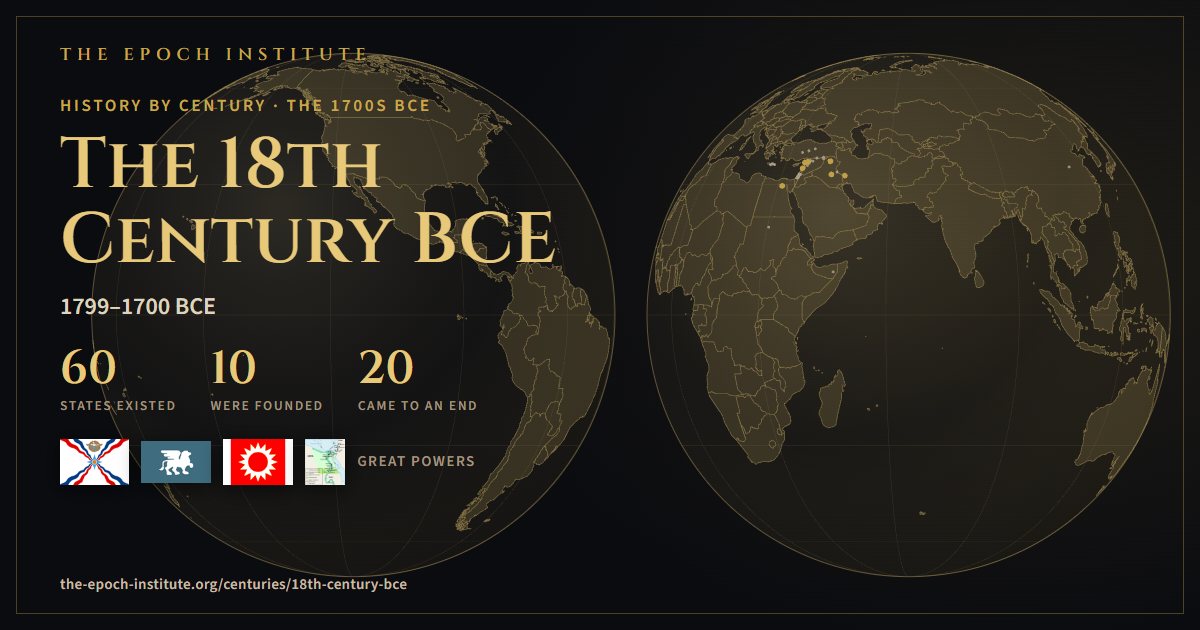 THE EPOCH INSTITUTE
HISTORY BY CENTURY · THE 1700S BCE
THE 18TH
CENTURY BCE
1799–1700 BCE
60 10 20
STATES EXISTED WERE FOUNDED CAME TO AN END
GREAT POWERS
the-epoch-institute.org/centuries/18th-century-bce